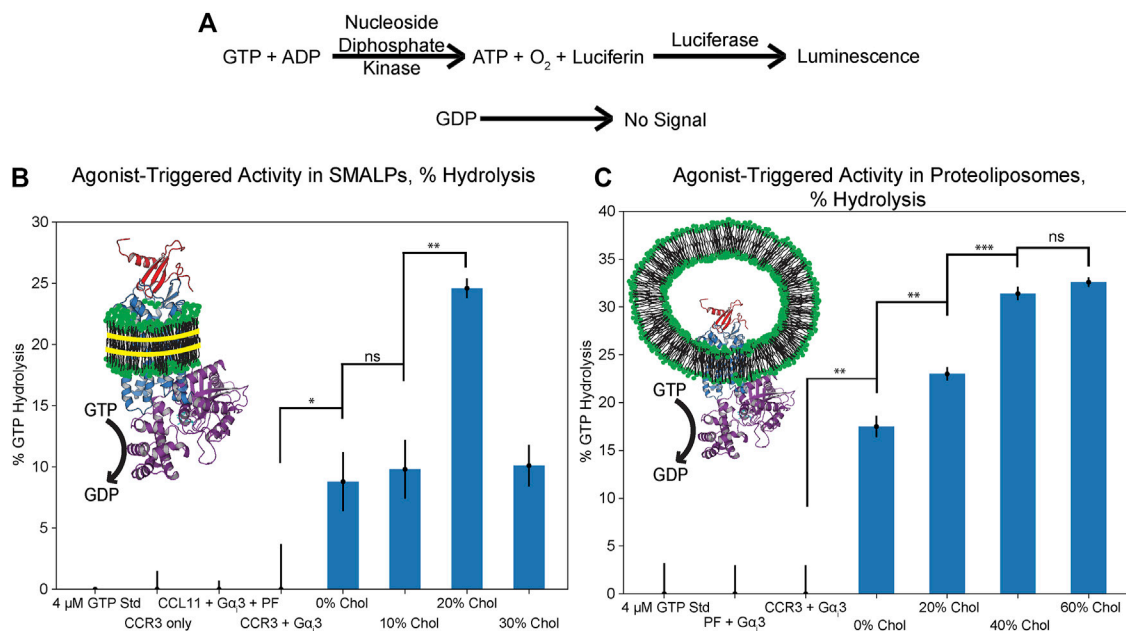 A
Nucleoside
Diphosphate
Kinase
GTP + ADP
ATP + O₂ + Luciferin
Luciferase
Luminescence
GDP
No Signal
B
Agonist-Triggered Activity in SMALPs, % Hydrolysis
% GTP Hydrolysis
30
25
20
15
10
5
0
*
ns
**
GTP
GDP
4 µM GTP Std
CCR3 only
CCL11 + Gαᵢ3 + PF
CCR3 + Gαᵢ3
0% Chol
10% Chol
20% Chol
30% Chol
C
Agonist-Triggered Activity in Proteoliposomes,
% Hydrolysis
% GTP Hydrolysis
40
35
30
25
20
15
10
5
0
**
**
***
ns
GTP
GDP
4 µM GTP Std
PF + Gαᵢ3
CCR3 + Gαᵢ3
0% Chol
20% Chol
40% Chol
60% Chol